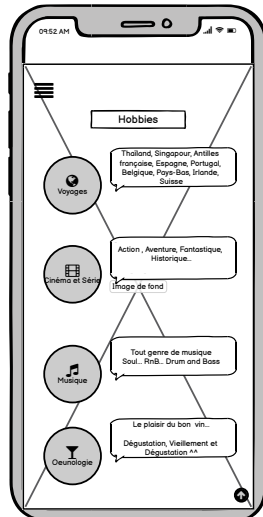 09:52 AM
Hobbies
Thaïland, Singapour, Antilles
française, Espagne, Portugal,
Belgique, Pays-Bas, Irlande,
Suisse
Voyages
Action , Aventure, Fantastique,
Historique...
Cinéma et Série
Image de fond
Tout genre de musique
Soul... RnB... Drum and Bass
Musique
Le plaisir du bon vin...
Dégustation, Vieillement et
Dégustation ^^
Oeunologie